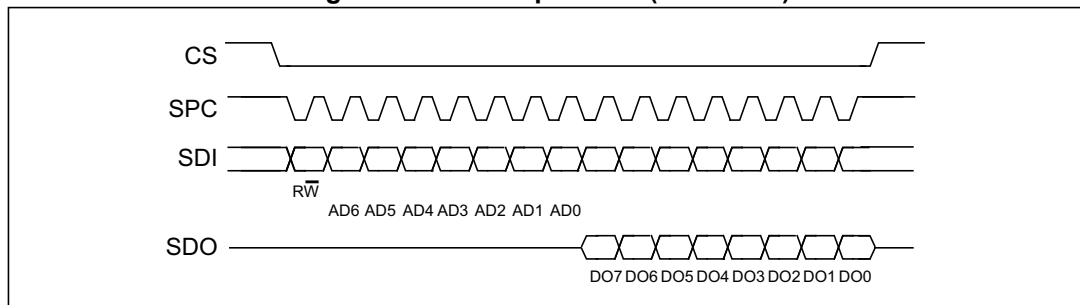 CS
SPC
SDI
RW
AD6 AD5 AD4 AD3 AD2 AD1 AD0
SDO
DO7 DO6 DO5 DO4 DO3 DO2 DO1 DO0